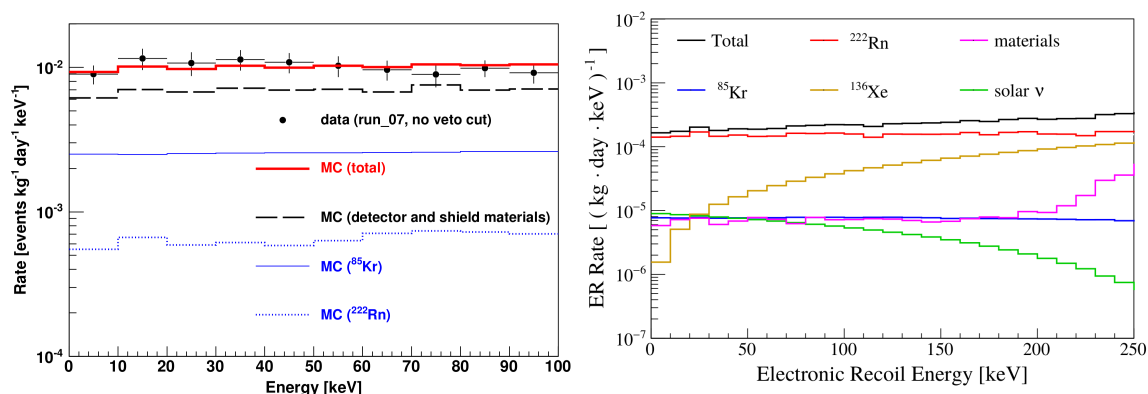 10⁻²
10⁻³
10⁻⁴
Rate [events kg⁻¹ day⁻¹ keV⁻¹]
data (run_07, no veto cut)
MC (total)
MC (detector and shield materials)
MC (⁸⁵Kr)
MC (²²²Rn)
0 10 20 30 40 50 60 70 80 90 100
Energy [keV]
10⁻²
10⁻³
10⁻⁴
10⁻⁵
10⁻⁶
10⁻⁷
ER Rate [ ( kg · day · keV )⁻¹ ]
Total ²²²Rn materials
⁸⁵Kr ¹³⁶Xe solar ν
0 50 100 150 200 250
Electronic Recoil Energy [keV]